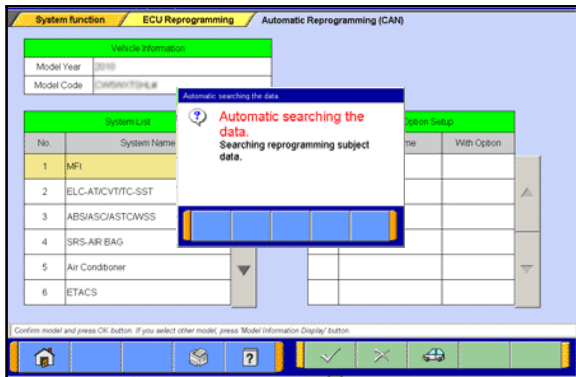 System function
ECU Reprogramming
Automatic Reprogramming (CAN)
Vehicle Information
Model Year 2010
Model Code
System List
Option Setup
No. System Name
With Option
1 MFI
2 ELC-AT/CVT/TC-SST
3 ABS/ASC/ASTC/WSS
4 SRS-AIR BAG
5 Air Conditioner
6 ETACS
Automatic searching the data.
Automatic searching the
data.
Searching reprogramming subject
data.
Confirm model and press OK button. If you select other model, press 'Model Information Display' button.
?